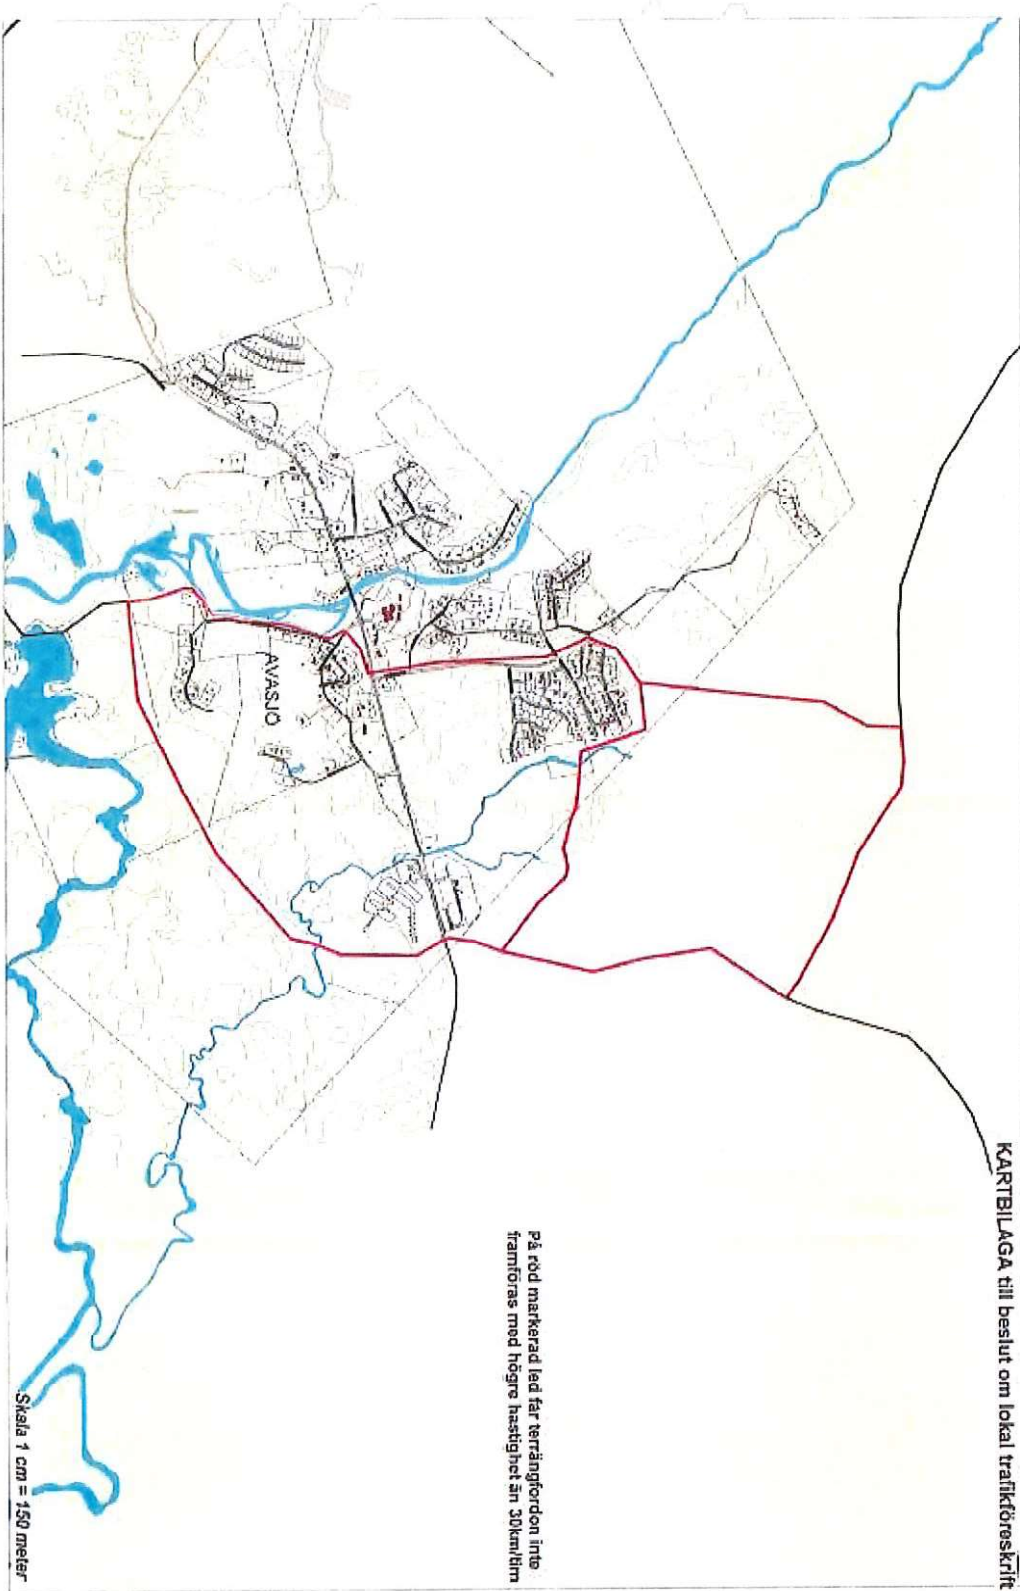 KARTBILAGA till beslut om lokal trafikföreskrift
På röd markerad led får terrängfordon inte
framföras med högre hastighet än 30km/tim
AVASJÖ
Skala 1 cm = 150 meter